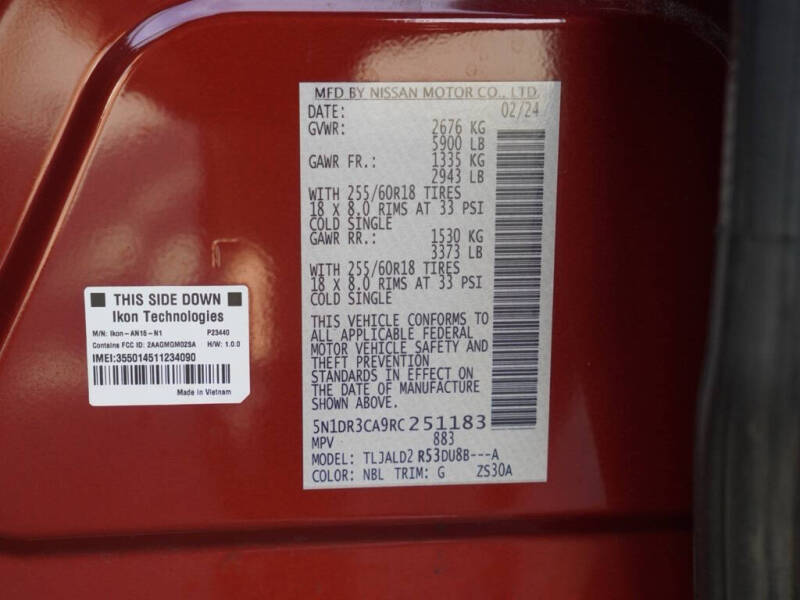 MFD BY NISSAN MOTOR CO., LTD.
DATE: 02/24
GVWR: 2676 KG
5900 LB
GAWR FR.: 1335 KG
2943 LB
WITH 255/60R18 TIRES
18 X 8.0 RIMS AT 33 PSI
COLD SINGLE
GAWR RR.: 1530 KG
3373 LB
WITH 255/60R18 TIRES
18 X 8.0 RIMS AT 33 PSI
COLD SINGLE
THIS VEHICLE CONFORMS TO
ALL APPLICABLE FEDERAL
MOTOR VEHICLE SAFETY AND
THEFT PREVENTION
STANDARDS IN EFFECT ON
THE DATE OF MANUFACTURE
SHOWN ABOVE.
5N1DR3CA9RC251183
MPV 883
MODEL: TLJALD2 R53DU8B---A
COLOR: NBL TRIM: G ZS30A
THIS SIDE DOWN
Ikon Technologies
M/N: Ikon-AN15-N1 P23440
Contains FCC ID: 2AAGMGM02SA H/W: 1.0.0
IMEI:355014511234090
Made in Vietnam